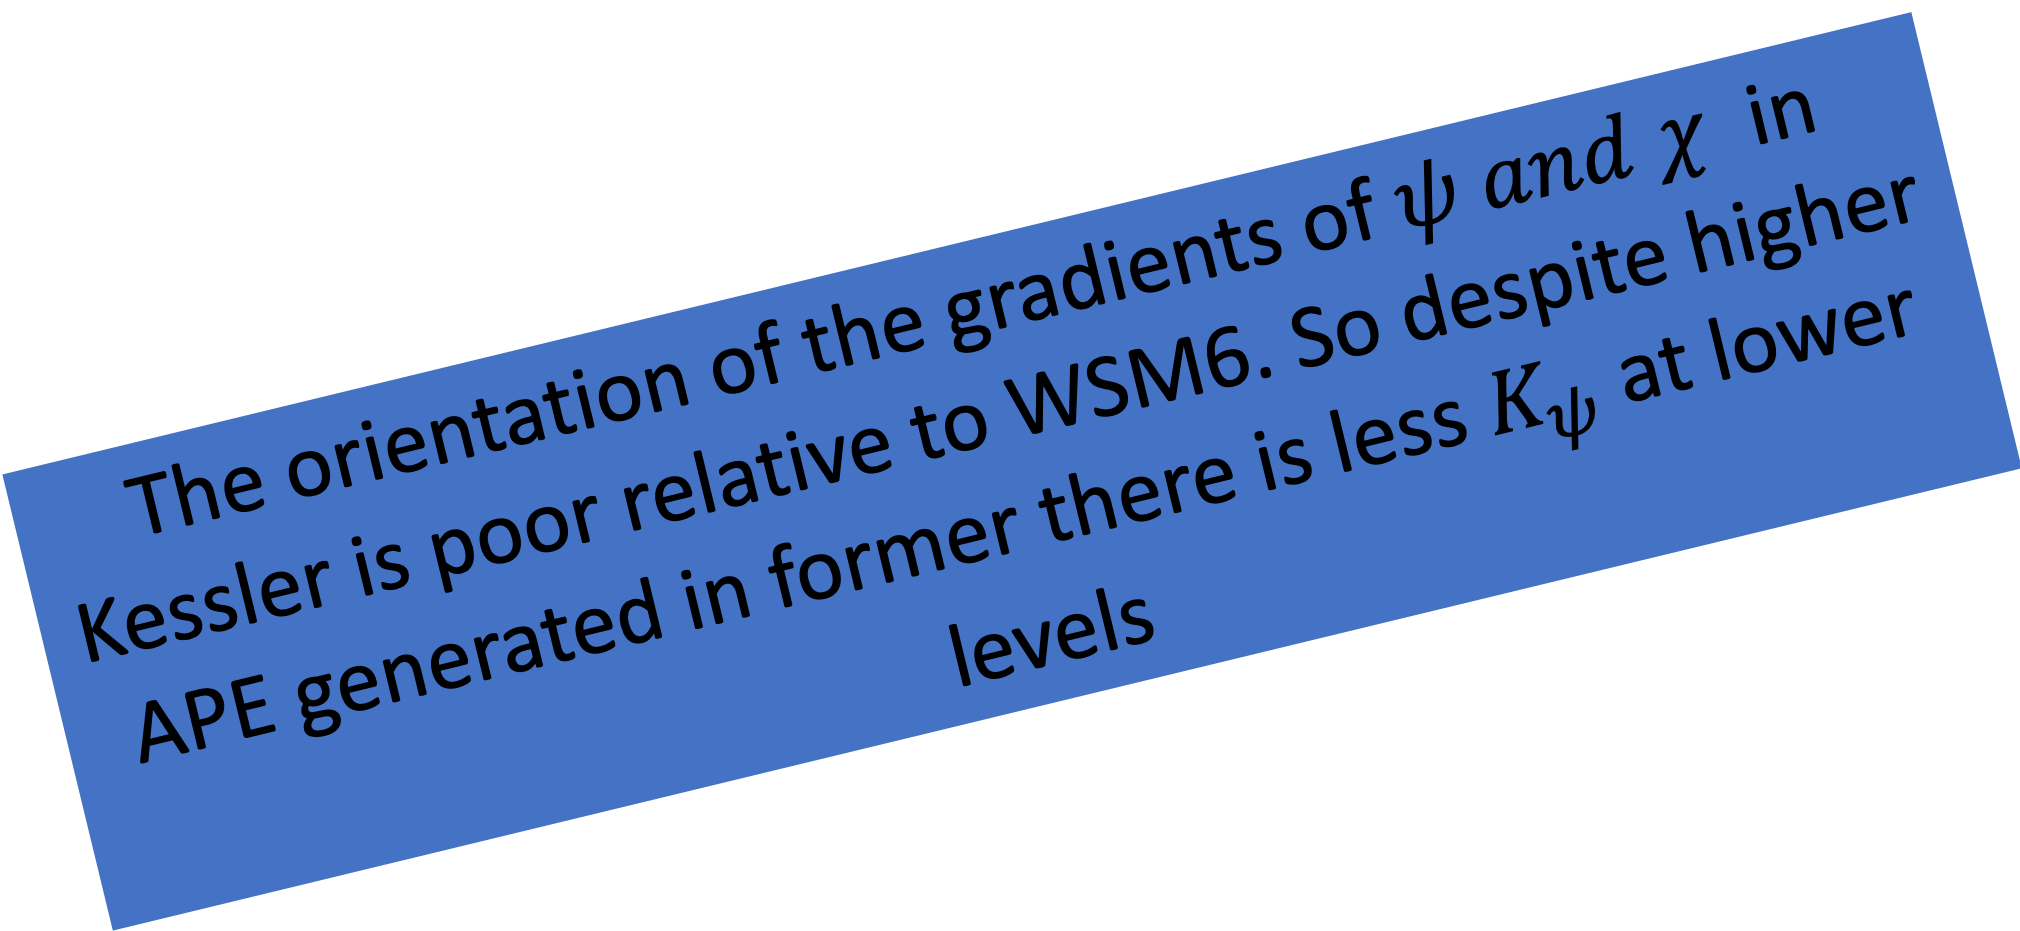 The orientation of the gradients of ψ and χ in
Kessler is poor relative to WSM6. So despite higher
APE generated in former there is less K_ψ at lower
levels